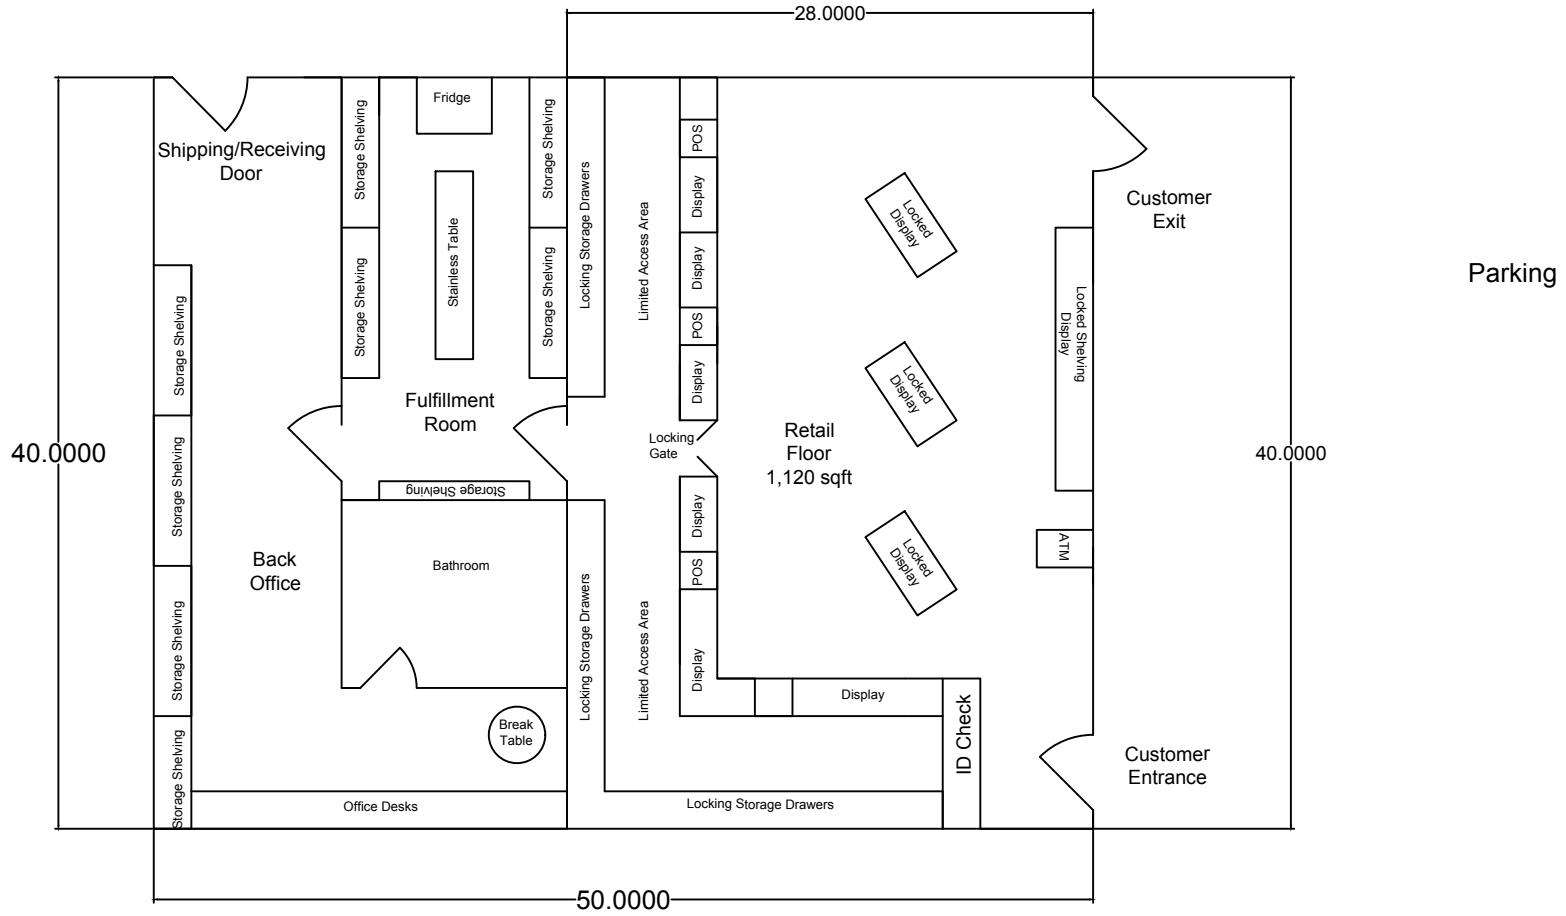 28.0000
Fridge
Shipping/Receiving
Door
Storage Shelving
Storage Shelving
POS
Locking Storage Drawers
Display
Customer
Exit
Locked
Display
Limited Access Area
Stainless Table
Display
Parking
Storage Shelving
Storage Shelving
Storage Shelving
POS
Locked Shelving
Display
Display
Locked
Display
Fulfillment
Room
Locking
Gate
Retail
Floor
1,120 sqft
40.0000
40.0000
Storage Shelving
Storage Shelving
Display
ATM
Locked
Display
Back
Office
Bathroom
POS
Storage Shelving
Locking Storage Drawers
Limited Access Area
Display
Display
ID Check
Break
Table
Customer
Entrance
Storage Shelving
Office Desks
Locking Storage Drawers
50.0000